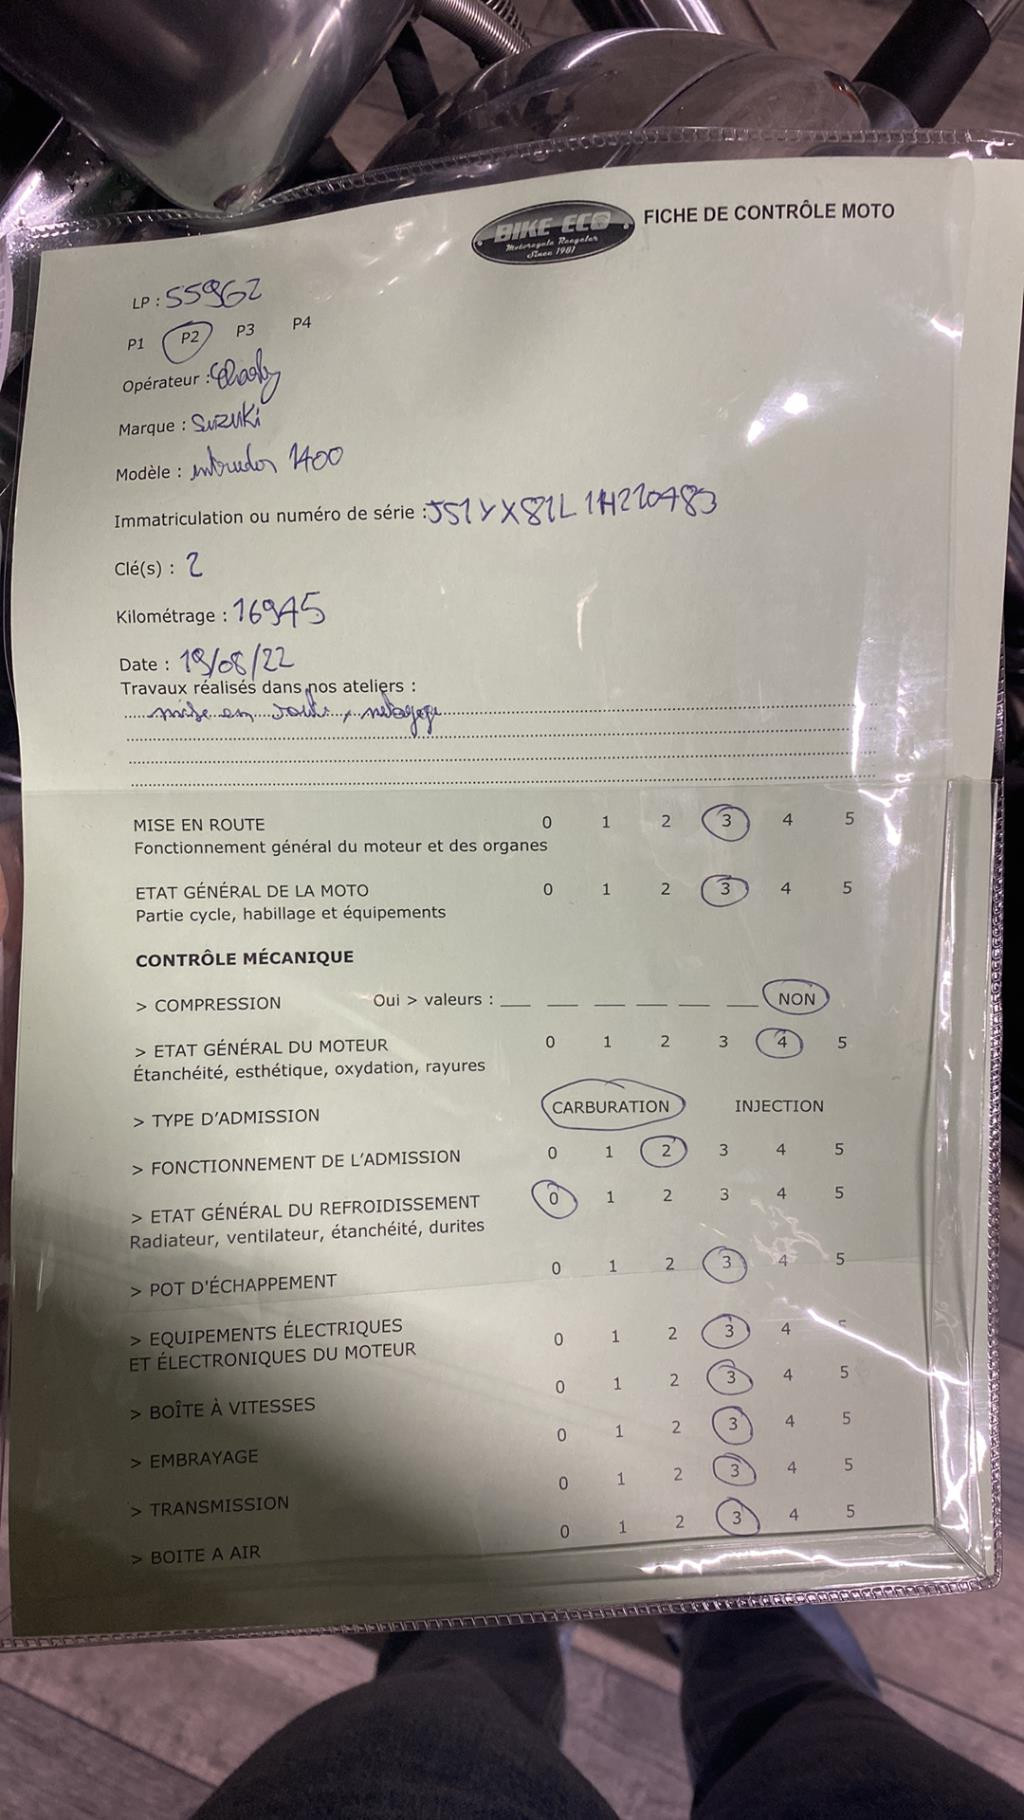 BIKE ECO
Motorcycle Recycler
Since 1981
FICHE DE CONTRÔLE MOTO
LP : 55962
P1 P2 P3 P4
Opérateur : Charly
Marque : SUZUKI
Modèle : intruder 1400
Immatriculation ou numéro de série :
Clé(s) : 2
Kilométrage : 16945
Date : 19/08/22
Travaux réalisés dans nos ateliers :
mise en route,
MISE EN ROUTE 0 1 2 3 4 5
Fonctionnement général du moteur et des organes
ETAT GÉNÉRAL DE LA MOTO 0 1 2 3 4 5
Partie cycle, habillage et équipements
CONTRÔLE MÉCANIQUE
> COMPRESSION Oui > valeurs : __ __ __ __ __ __ NON
> ETAT GÉNÉRAL DU MOTEUR 0 1 2 3 4 5
Étanchéité, esthétique, oxydation, rayures
> TYPE D'ADMISSION CARBURATION INJECTION
> FONCTIONNEMENT DE L'ADMISSION 0 1 2 3 4 5
> ETAT GÉNÉRAL DU REFROIDISSEMENT 0 1 2 3 4 5
Radiateur, ventilateur, étanchéité, durites
> POT D'ÉCHAPPEMENT 0 1 2 3 4 5
> EQUIPEMENTS ÉLECTRIQUES
ET ÉLECTRONIQUES DU MOTEUR 0 1 2 3 4 5
> BOÎTE À VITESSES 0 1 2 3 4 5
> EMBRAYAGE 0 1 2 3 4 5
> TRANSMISSION 0 1 2 3 4 5
> BOITE A AIR 0 1 2 3 4 5